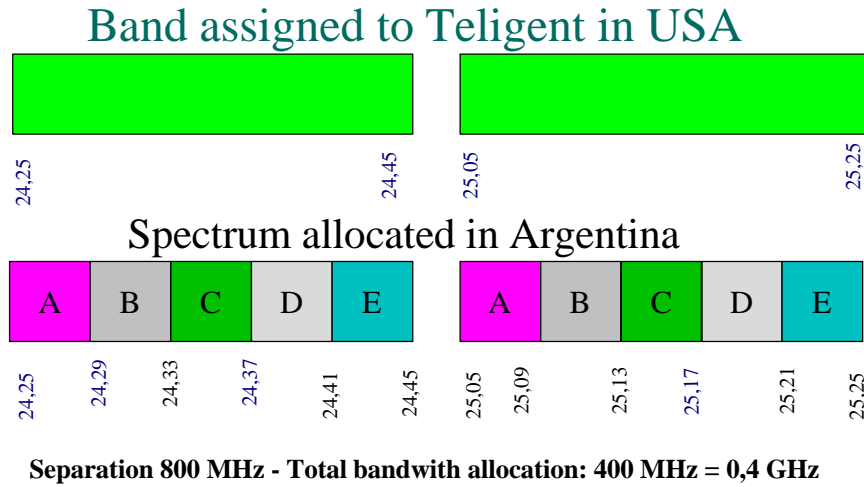 Band assigned to Teligent in USA
24,25 24,45 25,05 25,25
Spectrum allocated in Argentina
A B C D E A B C D E
24,25 24,29 24,33 24,37 24,41 24,45 25,05 25,09 25,13 25,17 25,21 25,25
Separation 800 MHz - Total bandwith allocation: 400 MHz = 0,4 GHz